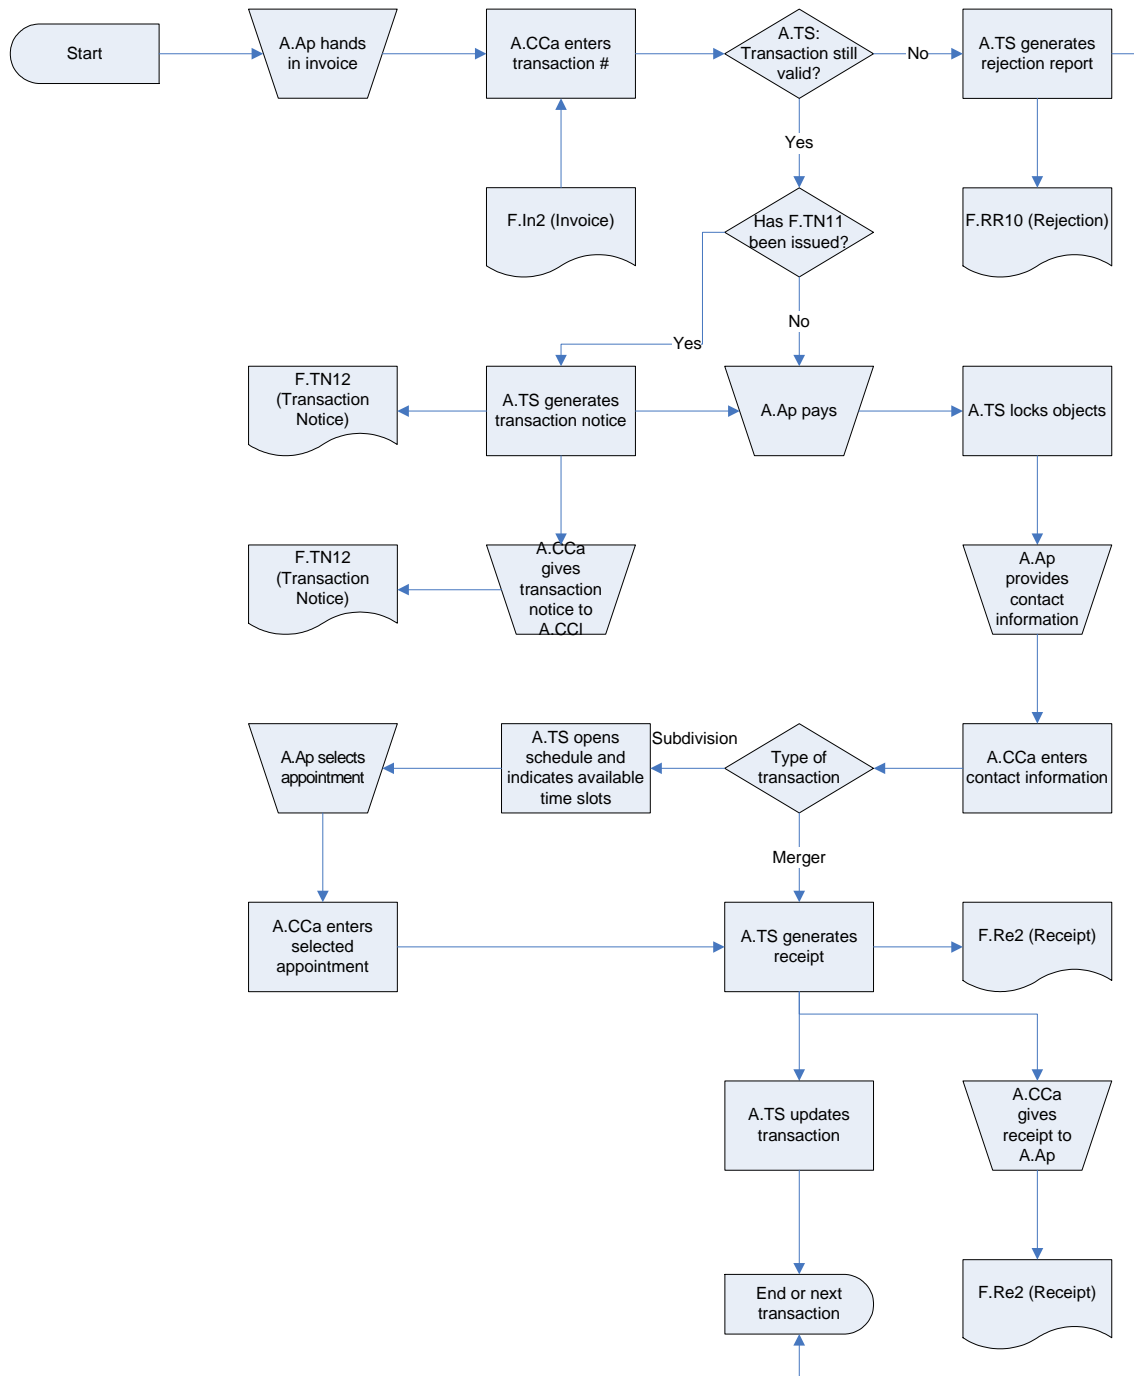 Start
A.Ap hands
in invoice
A.CCa enters
transaction #
A.TS:
Transaction still
valid?
No
A.TS generates
rejection report
Yes
F.In2 (Invoice)
Has F.TN11
been issued?
F.RR10 (Rejection)
No
Yes
F.TN12
(Transaction
Notice)
A.TS generates
transaction notice
A.Ap pays
A.TS locks objects
F.TN12
(Transaction
Notice)
A.CCa
gives
transaction
notice to
A.CCl
A.Ap
provides
contact
information
A.Ap selects
appointment
A.TS opens
schedule and
indicates available
time slots
Subdivision
Type of
transaction
A.CCa enters
contact information
Merger
A.CCa enters
selected
appointment
A.TS generates
receipt
F.Re2 (Receipt)
A.TS updates
transaction
A.CCa
gives
receipt to
A.Ap
End or next
transaction
F.Re2 (Receipt)